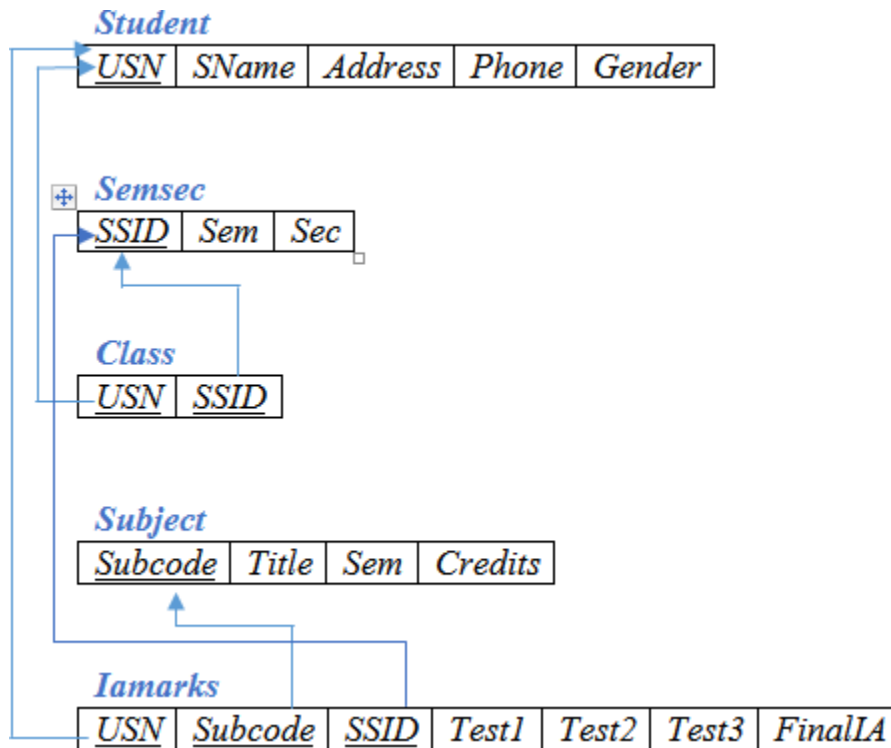 Student
USN SName Address Phone Gender
Semsec
SSID Sem Sec
Class
USN SSID
Subject
Subcode Title Sem Credits
Iamarks
USN Subcode SSID Test1 Test2 Test3 FinalIA